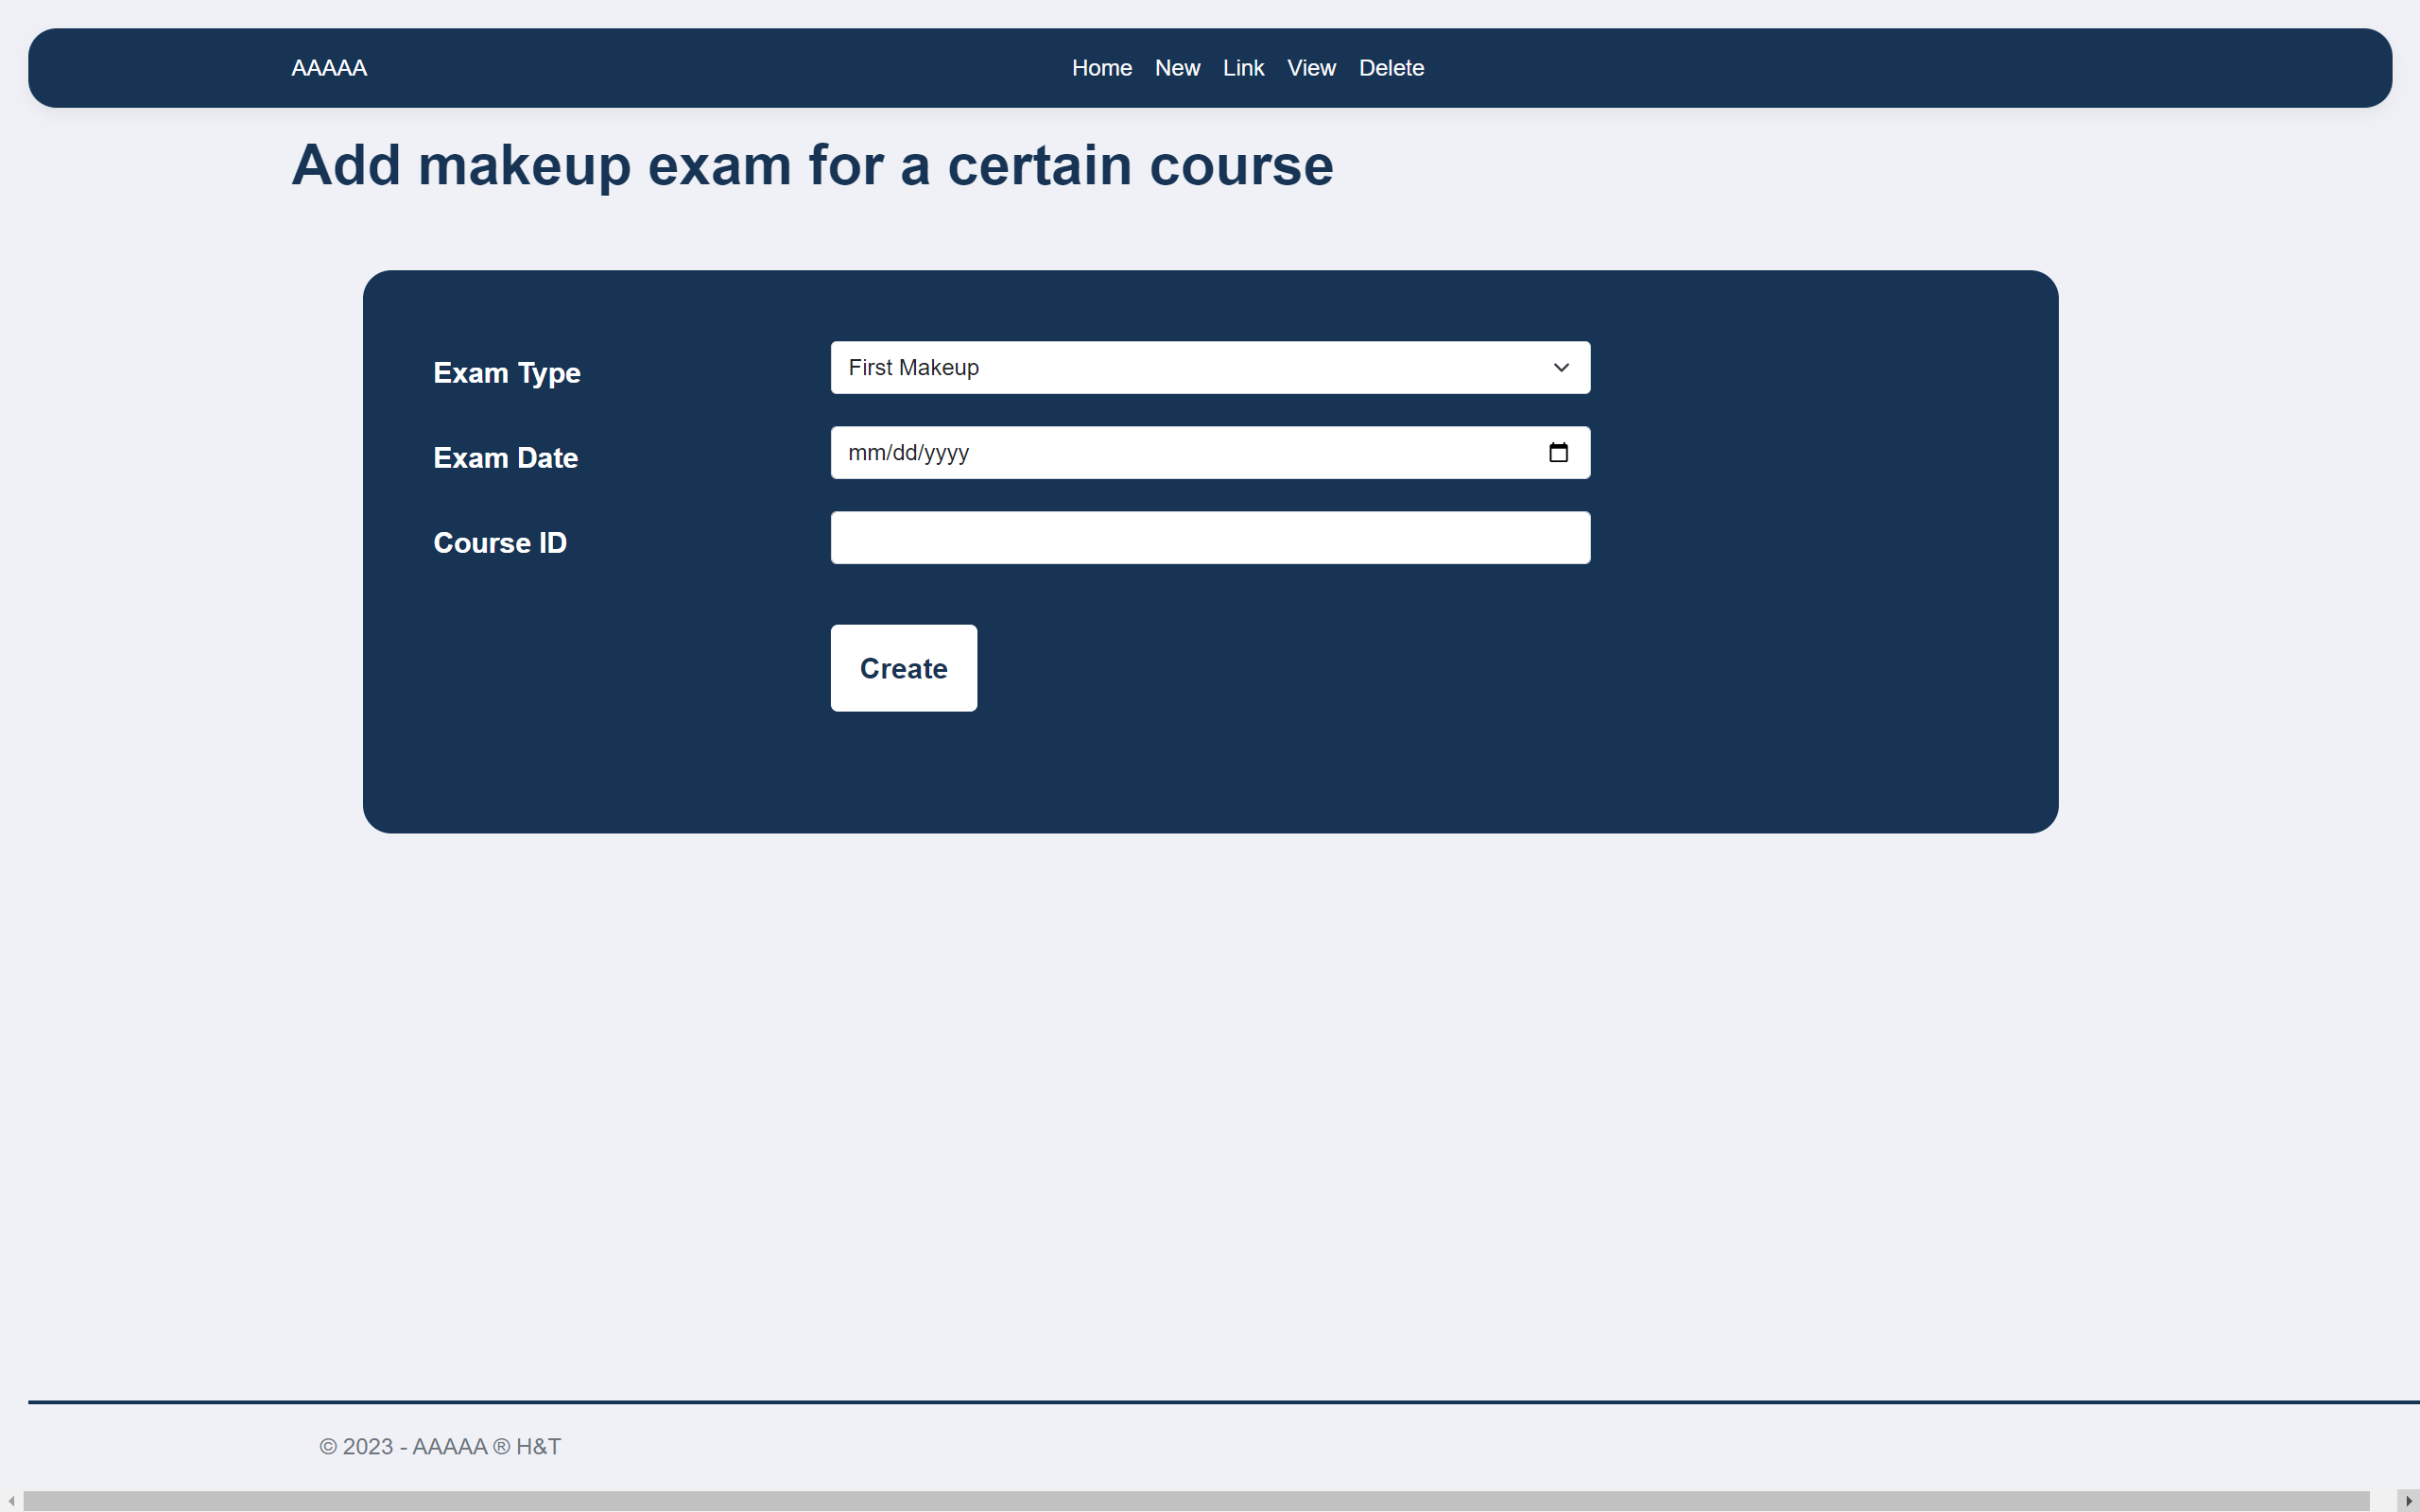 AAAAA Home New Link View Delete
Add makeup exam for a certain course
Exam Type First Makeup
Exam Date mm/dd/yyyy
Course ID
Create
© 2023 - AAAAA ® H&T